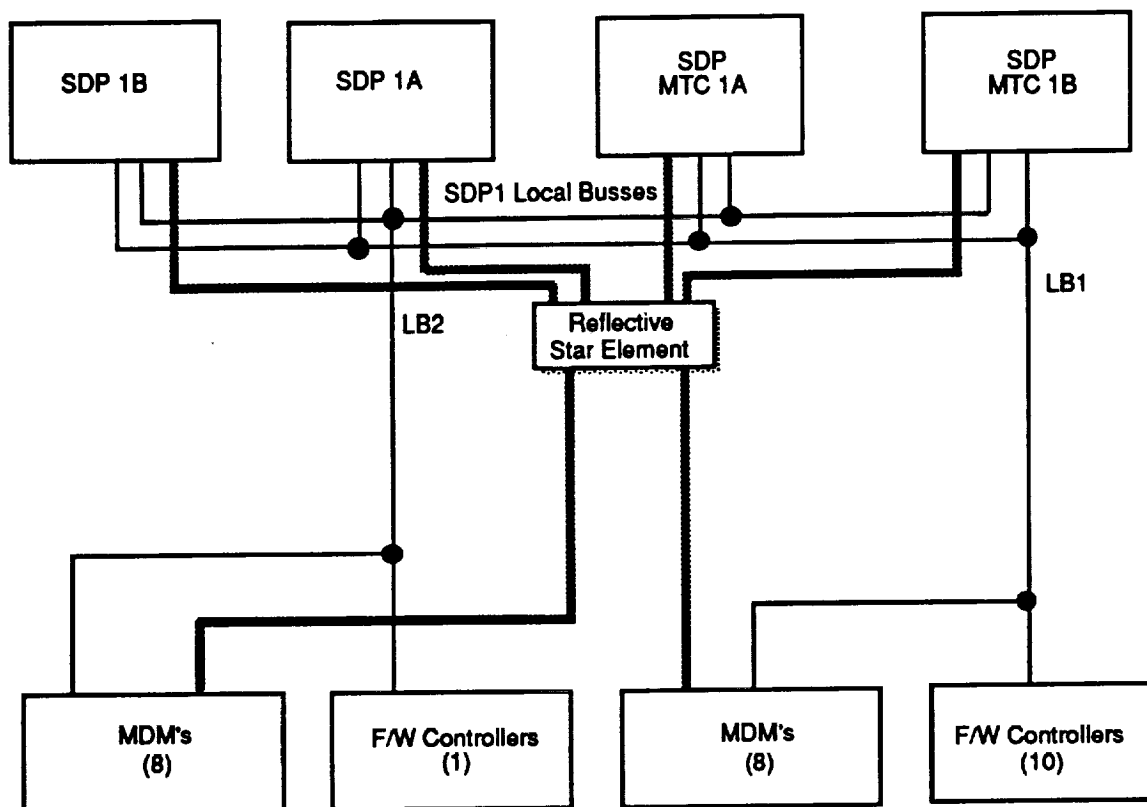 SDP 1B
SDP 1A
SDP
MTC 1A
SDP
MTC 1B
SDP1 Local Busses
LB2
LB1
Reflective
Star Element
MDM's
(8)
F/W Controllers
(1)
MDM's
(8)
F/W Controllers
(10)